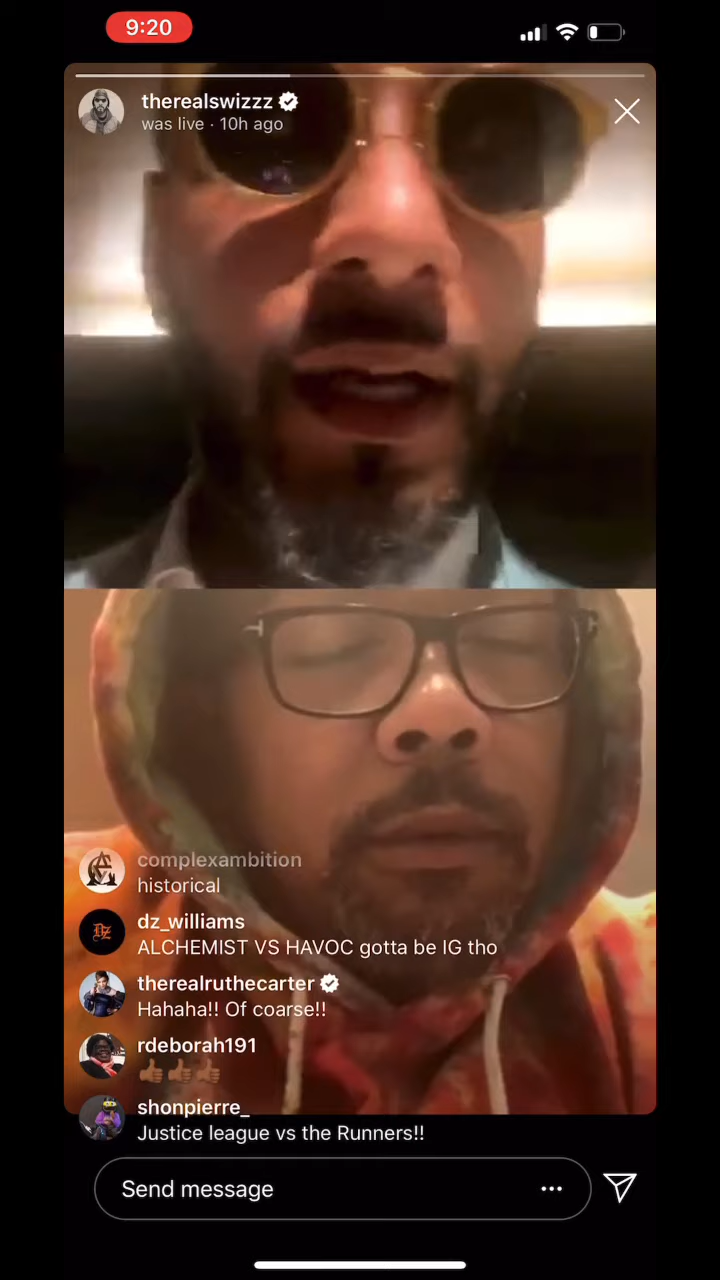 9:20
therealswizzz
was live · 10h ago
complexambition
historical
dz_williams
ALCHEMIST VS HAVOC gotta be IG tho
therealruthecarter
Hahaha!! Of coarse!!
rdeborah191
👍🏾👍🏾👍🏾
shonpierre_
Justice league vs the Runners!!
Send message